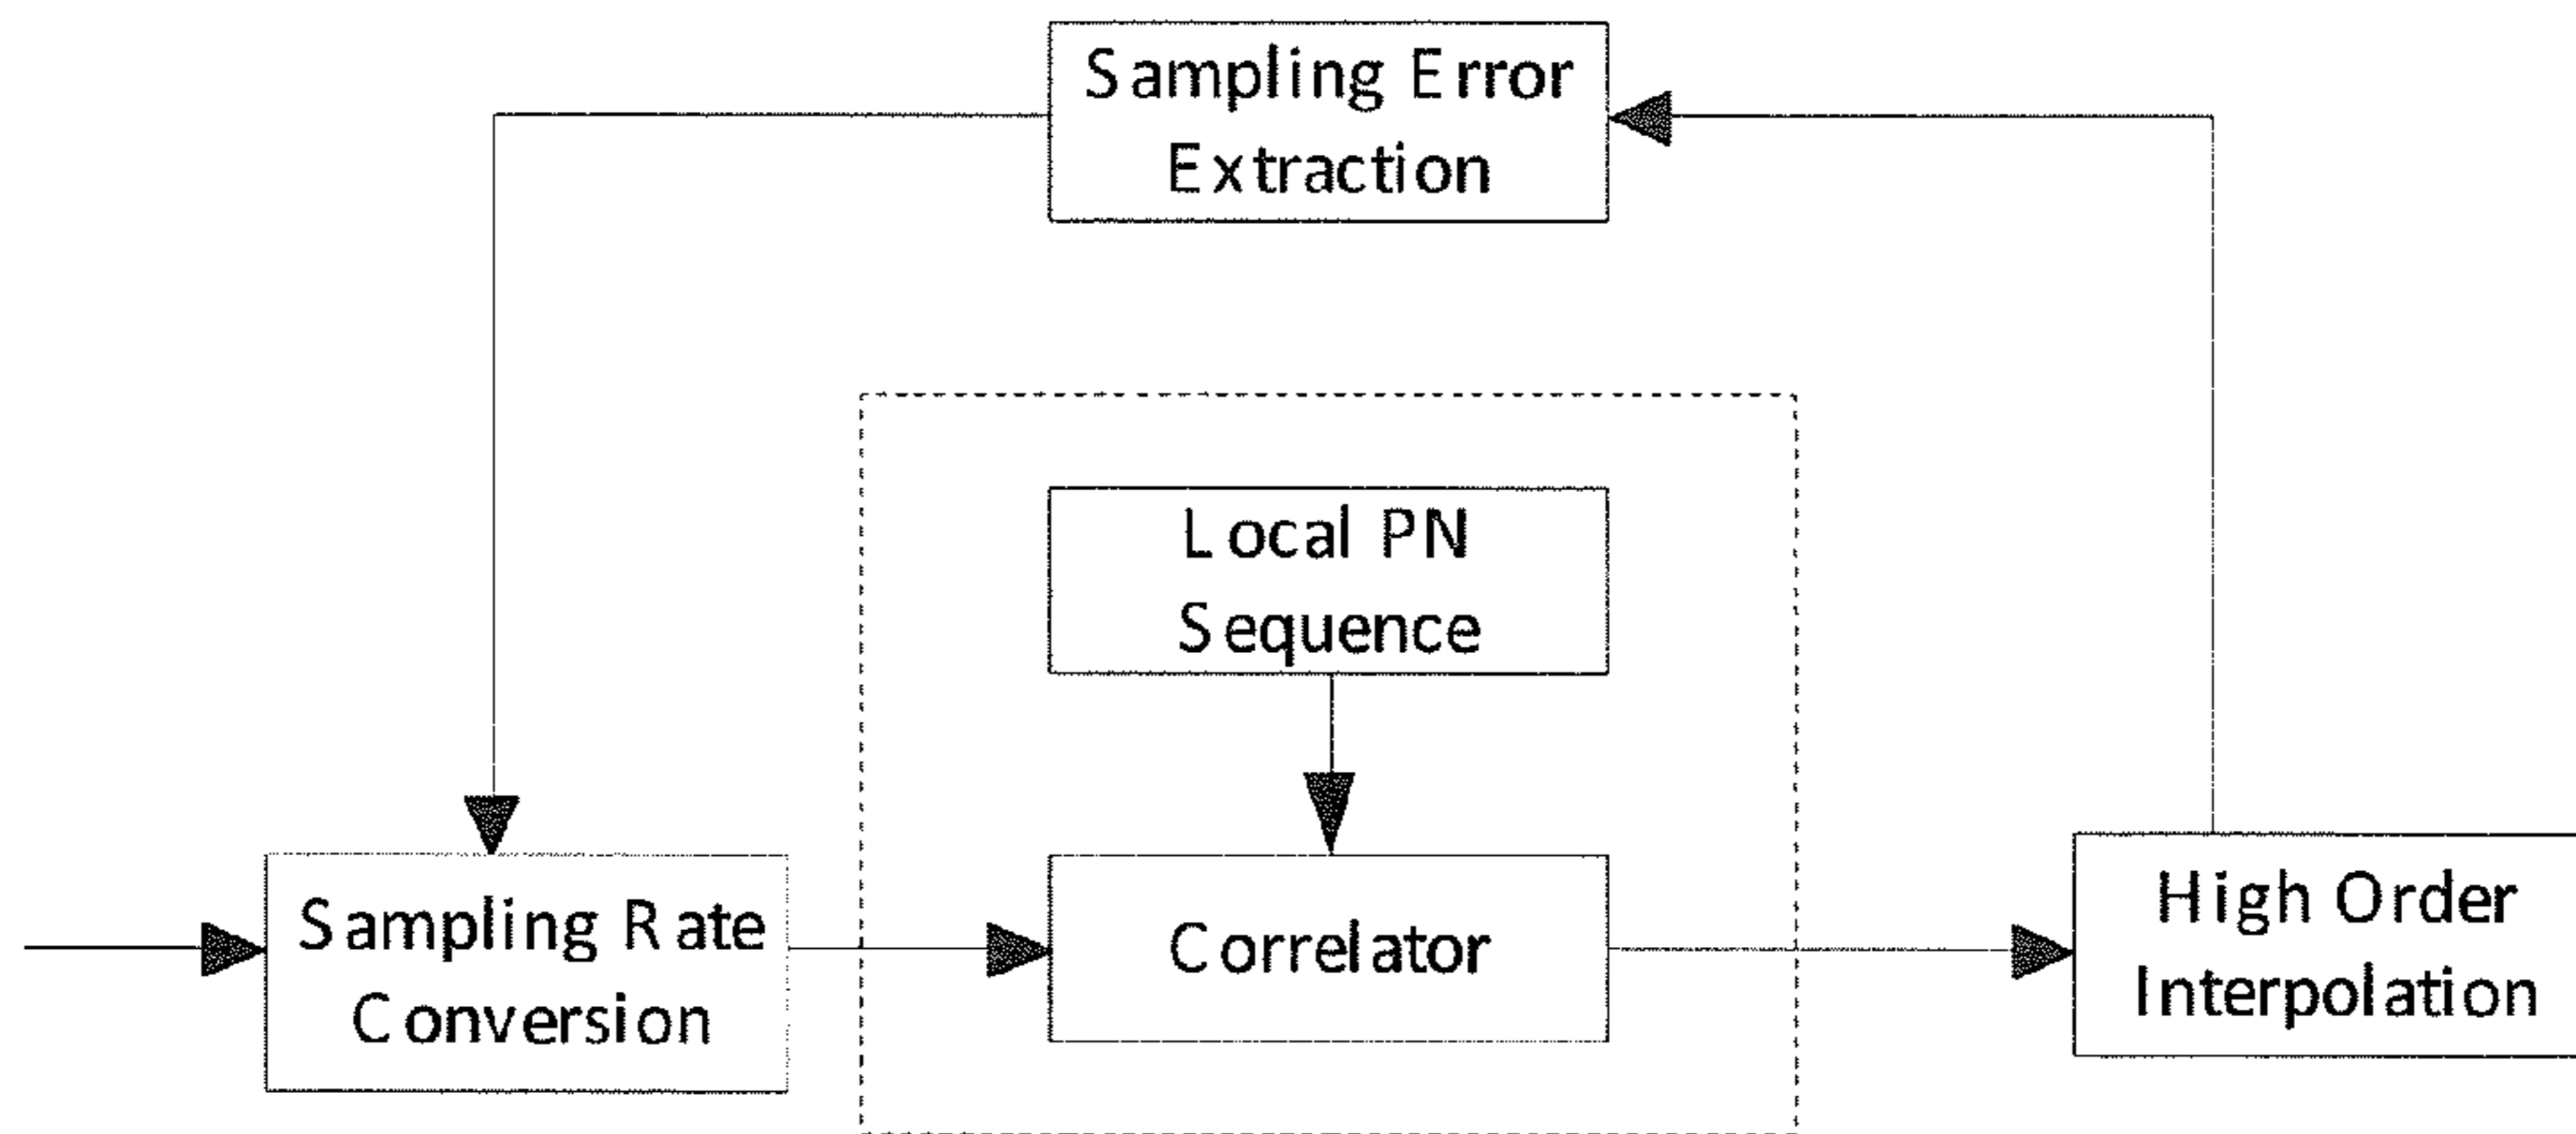 Sampling Error
Extraction
Local PN
Sequence
Sampling Rate
Conversion
Correlator
High Order
Interpolation